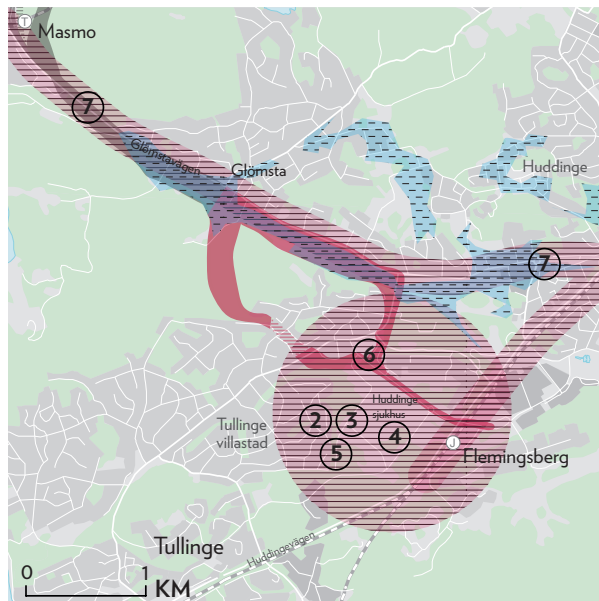 T
Masmo
7
Glömstavägen
Glömsta
Huddinge
7
6
Huddinge
sjukhus
2
3
4
5
Tullinge
villastad
J
Flemingsberg
Tullinge
Huddingevägen
0 1
KM